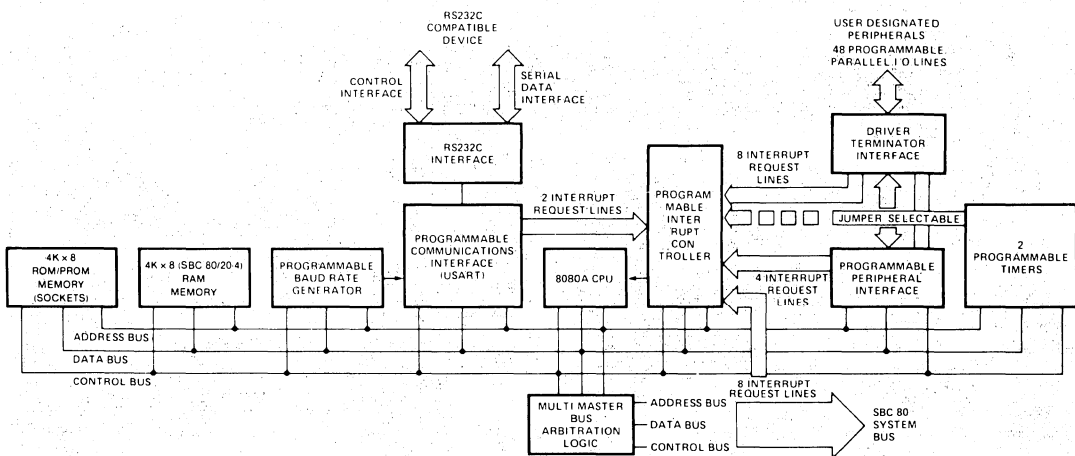 RS232C
COMPATIBLE
DEVICE
USER DESIGNATED
PERIPHERALS
48 PROGRAMMABLE
PARALLEL I O LINES
CONTROL
INTERFACE
SERIAL
DATA
INTERFACE
RS232C
INTERFACE
DRIVER
TERMINATOR
INTERFACE
8 INTERRUPT
REQUEST
LINES
2 INTERRUPT
REQUEST LINES
PROGRAM
MABLE
INTER
RUPT
CON
TROLLER
JUMPER SELECTABLE
4K x 8
ROM/PROM
MEMORY
(SOCKETS)
4K x 8 (SBC 80/20-4)
RAM
MEMORY
PROGRAMMABLE
BAUD RATE
GENERATOR
PROGRAMMABLE
COMMUNICATIONS
INTERFACE
(USART)
8080A CPU
4 INTERRUPT
REQUEST
LINES
PROGRAMMABLE
PERIPHERAL
INTERFACE
2
PROGRAMMABLE
TIMERS
ADDRESS BUS
DATA BUS
CONTROL BUS
8 INTERRUPT
REQUEST LINES
MULTI MASTER
BUS
ARBITRATION
LOGIC
ADDRESS BUS
DATA BUS
CONTROL BUS
SBC 80
SYSTEM
BUS